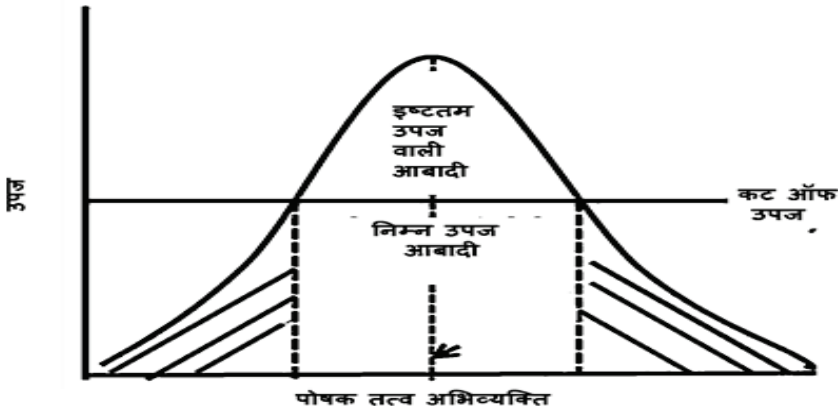 इष्टतम
उपज
वाली
आबादी
उपज
कट ऑफ
उपज
निम्न उपज
आबादी
पोषक तत्व अभिव्यक्ति